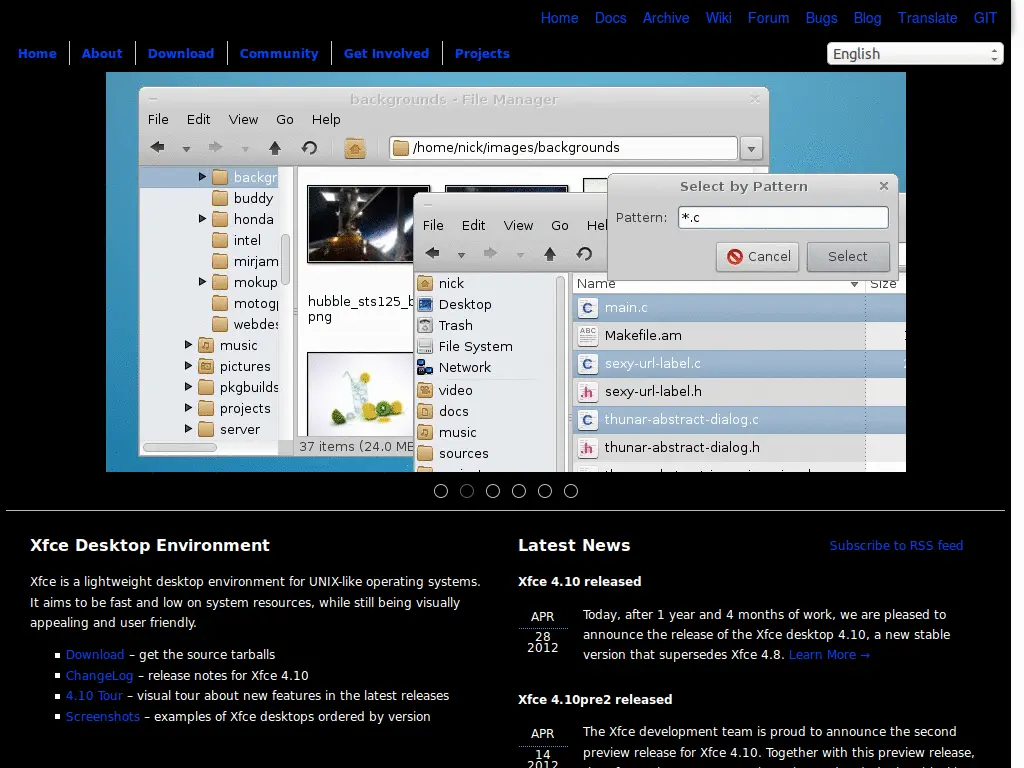 Home Docs Archive Wiki Forum Bugs Blog Translate GIT
Home About Download Community Get Involved Projects
English
backgrounds - File Manager
File Edit View Go Help
/home/nick/images/backgrounds
backgr
buddy
honda
intel
mirjam
mokup
motogp
webdes
music
pictures
pkgbuilds
projects
server
hubble_sts125_b
png
37 items (24.0 ME
Select by Pattern
Pattern: *.c
Cancel Select
File Edit View Go Hel
nick
Desktop
Trash
File System
Network
video
docs
music
sources
Name Size
main.c
Makefile.am
sexy-url-label.c
sexy-url-label.h
thunar-abstract-dialog.c
thunar-abstract-dialog.h
Xfce Desktop Environment
Xfce is a lightweight desktop environment for UNIX-like operating systems.
It aims to be fast and low on system resources, while still being visually
appealing and user friendly.
Download – get the source tarballs
ChangeLog – release notes for Xfce 4.10
4.10 Tour – visual tour about new features in the latest releases
Screenshots – examples of Xfce desktops ordered by version
Latest News
Subscribe to RSS feed
Xfce 4.10 released
APR
28
2012
Today, after 1 year and 4 months of work, we are pleased to
announce the release of the Xfce desktop 4.10, a new stable
version that supersedes Xfce 4.8. Learn More →
Xfce 4.10pre2 released
APR
14
2012
The Xfce development team is proud to announce the second
preview release for Xfce 4.10. Together with this preview release,